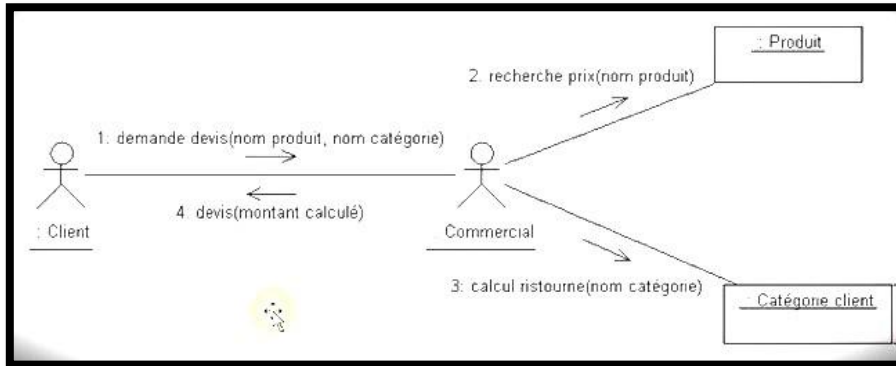 : Produit
2: recherche prix(nom produit)
1: demande devis(nom produit, nom catégorie)
4: devis(montant calculé)
: Client
: Commercial
3: calcul ristourne(nom catégorie)
: Catégorie client